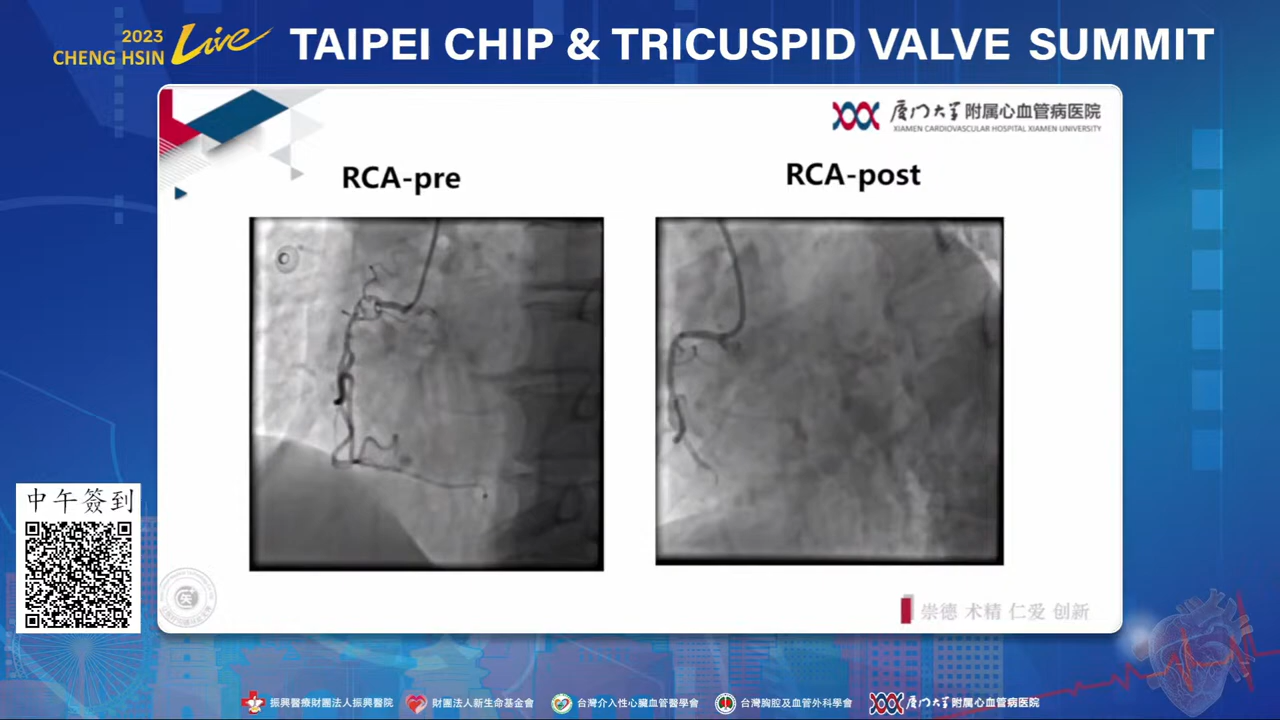 2023
CHENG HSIN Live
TAIPEI CHIP & TRICUSPID VALVE SUMMIT
厦门大学附属心血管病医院
XIAMEN CARDIOVASCULAR HOSPITAL XIAMEN UNIVERSITY
RCA-pre
RCA-post
中午簽到
崇德 术精 仁爱 创新
振興醫療財團法人振興醫院
財團法人新生命基金會
台灣介入性心臟血管醫學會
台灣胸腔及血管外科學會
厦门大学附属心血管病医院